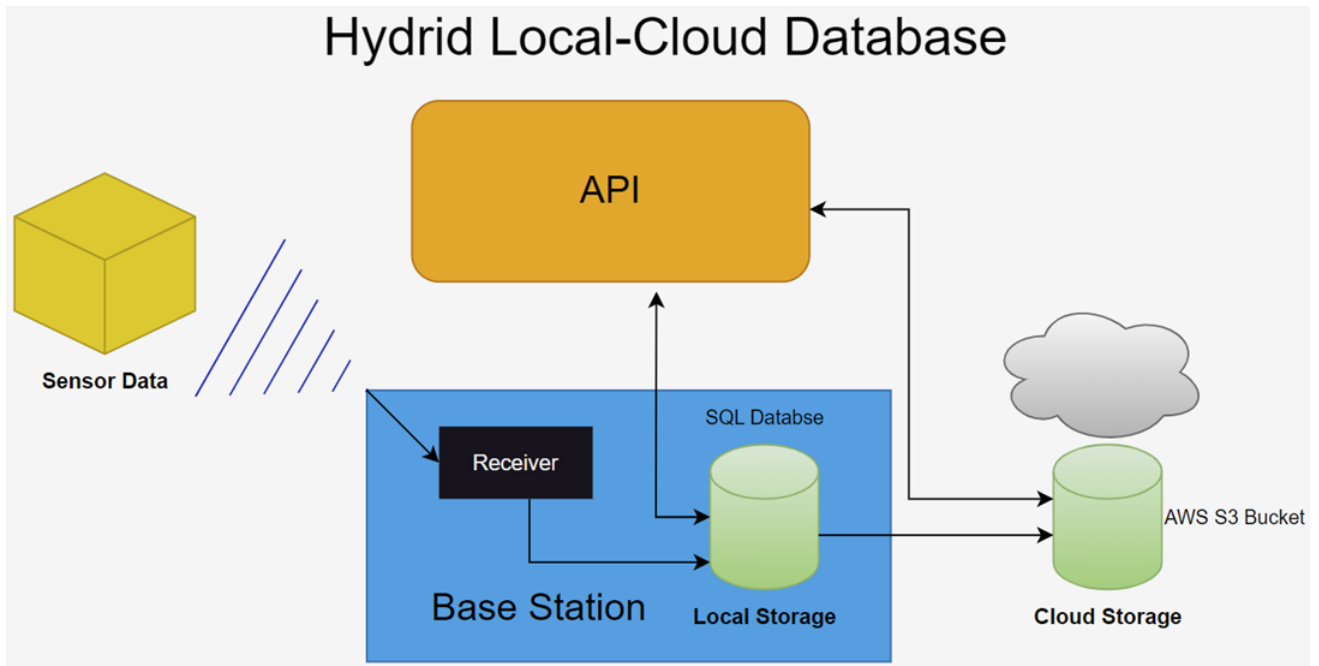 Hydrid Local-Cloud Database
API
Sensor Data
SQL Databse
Receiver
AWS S3 Bucket
Base Station
Local Storage
Cloud Storage